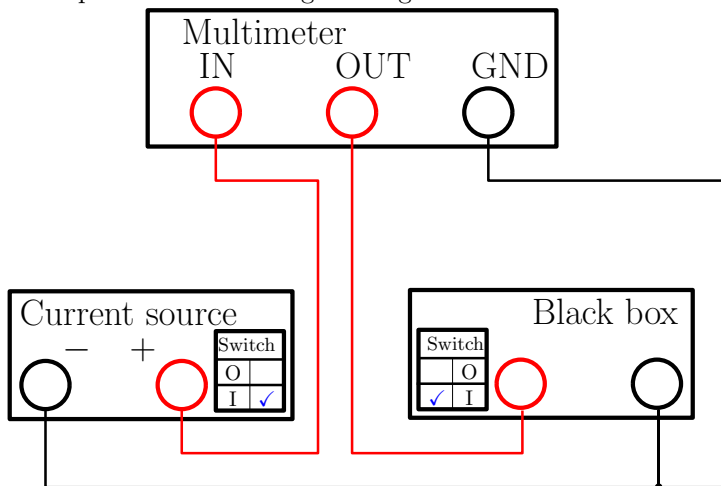 Multimeter
IN OUT GND
Current source
− +
Switch
O
I ✓
Black box
Switch
O
✓ I